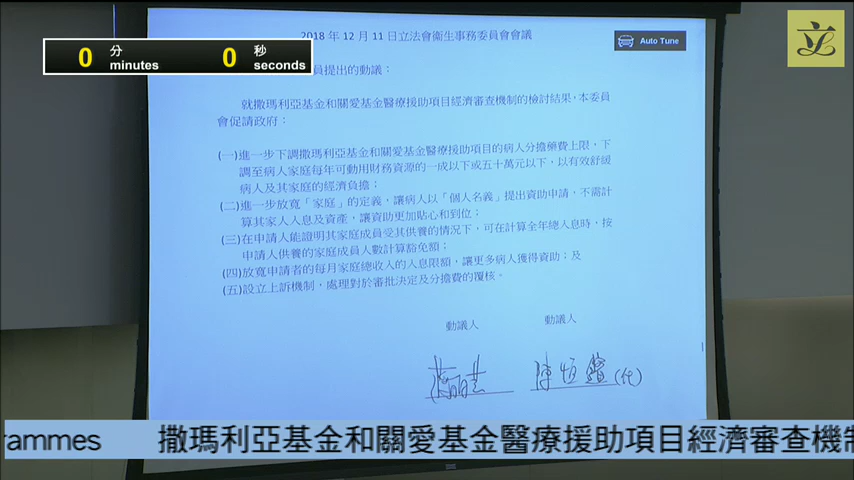 2018 年 12 月 11 日立法會衞生事務委員會會議
Auto Tune
立
0 分 minutes 0 秒 seconds
員提出的動議：
就撒瑪利亞基金和關愛基金醫療援助項目經濟審查機制的檢討結果，本委員
會促請政府：
(一)進一步下調撒瑪利亞基金和關愛基金醫療援助項目的病人分擔藥費上限，下
調至病人家庭每年可動用財務資源的一成以下或五十萬元以下，以有效舒緩
病人及其家庭的經濟負擔；
(二)進一步放寬「家庭」的定義，讓病人以「個人名義」提出資助申請，不需計
算其家人入息及資產，讓資助更加貼心和到位；
(三)在申請人能證明其家庭成員受其供養的情況下，可在計算全年總入息時，按
申請人供養的家庭成員人數計算豁免額；
(四)放寬申請者的每月家庭總收入的入息限額，讓更多病人獲得資助；及
(五)設立上訴機制，處理對於審批決定及分擔費的覆核。
動議人 動議人
陳恒鑌(代)
rammes 撒瑪利亞基金和關愛基金醫療援助項目經濟審查機制